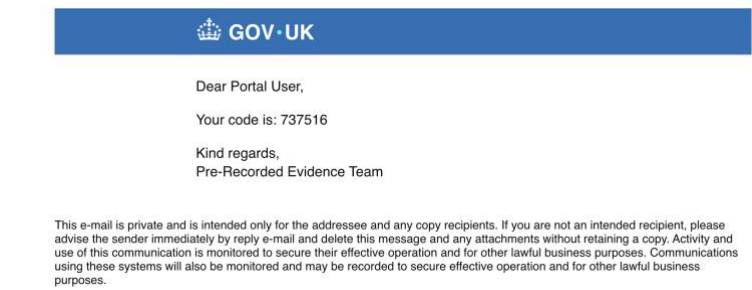 GOV·UK
Dear Portal User,
Your code is: 737516
Kind regards,
Pre-Recorded Evidence Team
This e-mail is private and is intended only for the addressee and any copy recipients. If you are not an intended recipient, please
advise the sender immediately by reply e-mail and delete this message and any attachments without retaining a copy. Activity and
use of this communication is monitored to secure their effective operation and for other lawful business purposes. Communications
using these systems will also be monitored and may be recorded to secure effective operation and for other lawful business
purposes.